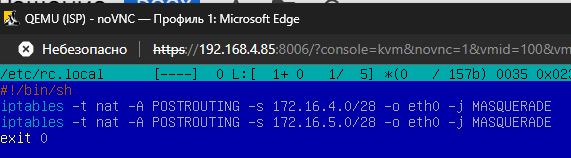 QEMU (ISP) - noVNC — Профиль 1: Microsoft Edge
Небезопасно https://192.168.4.85:8006/?console=kvm&novnc=1&vmid=100&vm
/etc/rc.local [----] 0 L:[ 1+ 0 1/ 5] *(0 / 157b) 0035 0x02
#!/bin/sh
iptables -t nat -A POSTROUTING -s 172.16.4.0/28 -o eth0 -j MASQUERADE
iptables -t nat -A POSTROUTING -s 172.16.5.0/28 -o eth0 -j MASQUERADE
exit 0